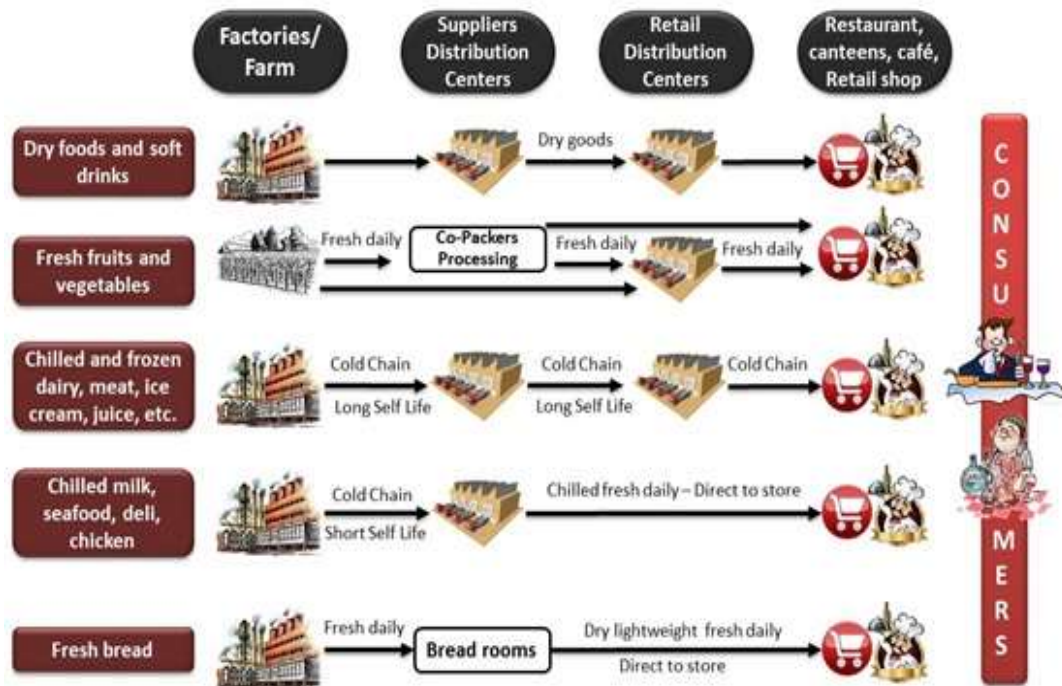 Factories/
Farm
Suppliers
Distribution
Centers
Retail
Distribution
Centers
Restaurant,
canteens, café,
Retail shop
Dry foods and soft
drinks
Dry goods
Fresh fruits and
vegetables
Fresh daily
Co-Packers
Processing
Fresh daily
Fresh daily
Chilled and frozen
dairy, meat, ice
cream, juice, etc.
Cold Chain
Long Self Life
Cold Chain
Long Self Life
Cold Chain
Chilled milk,
seafood, deli,
chicken
Cold Chain
Short Self Life
Chilled fresh daily – Direct to store
Fresh bread
Fresh daily
Bread rooms
Dry lightweight fresh daily
Direct to store
C
O
N
S
U
M
E
R
S